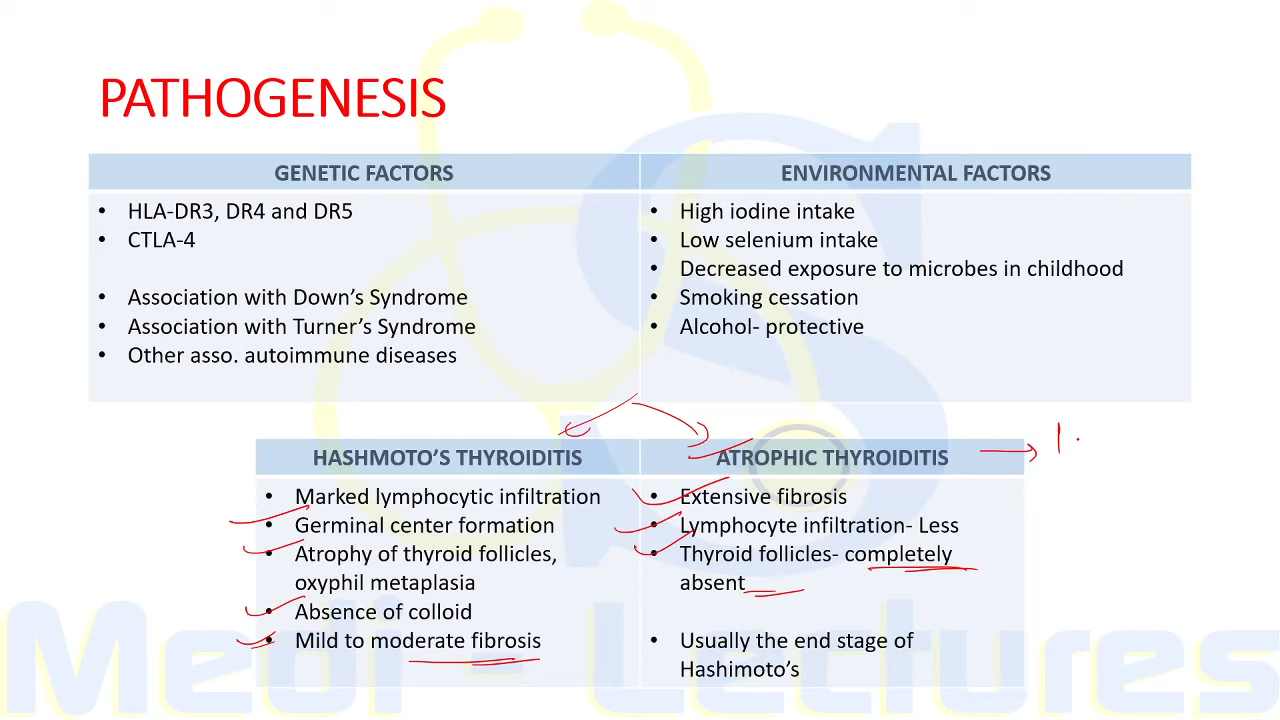 PATHOGENESIS
GENETIC FACTORS
ENVIRONMENTAL FACTORS
• HLA-DR3, DR4 and DR5
• CTLA-4
• Association with Down's Syndrome
• Association with Turner's Syndrome
• Other asso. autoimmune diseases
• High iodine intake
• Low selenium intake
• Decreased exposure to microbes in childhood
• Smoking cessation
• Alcohol- protective
HASHMOTO'S THYROIDITIS
• Marked lymphocytic infiltration
• Germinal center formation
• Atrophy of thyroid follicles,
oxyphil metaplasia
• Absence of colloid
• Mild to moderate fibrosis
ATROPHIC THYROIDITIS
• Extensive fibrosis
• Lymphocyte infiltration- Less
• Thyroid follicles- completely
absent
• Usually the end stage of
Hashimoto's
Medi - Lectures